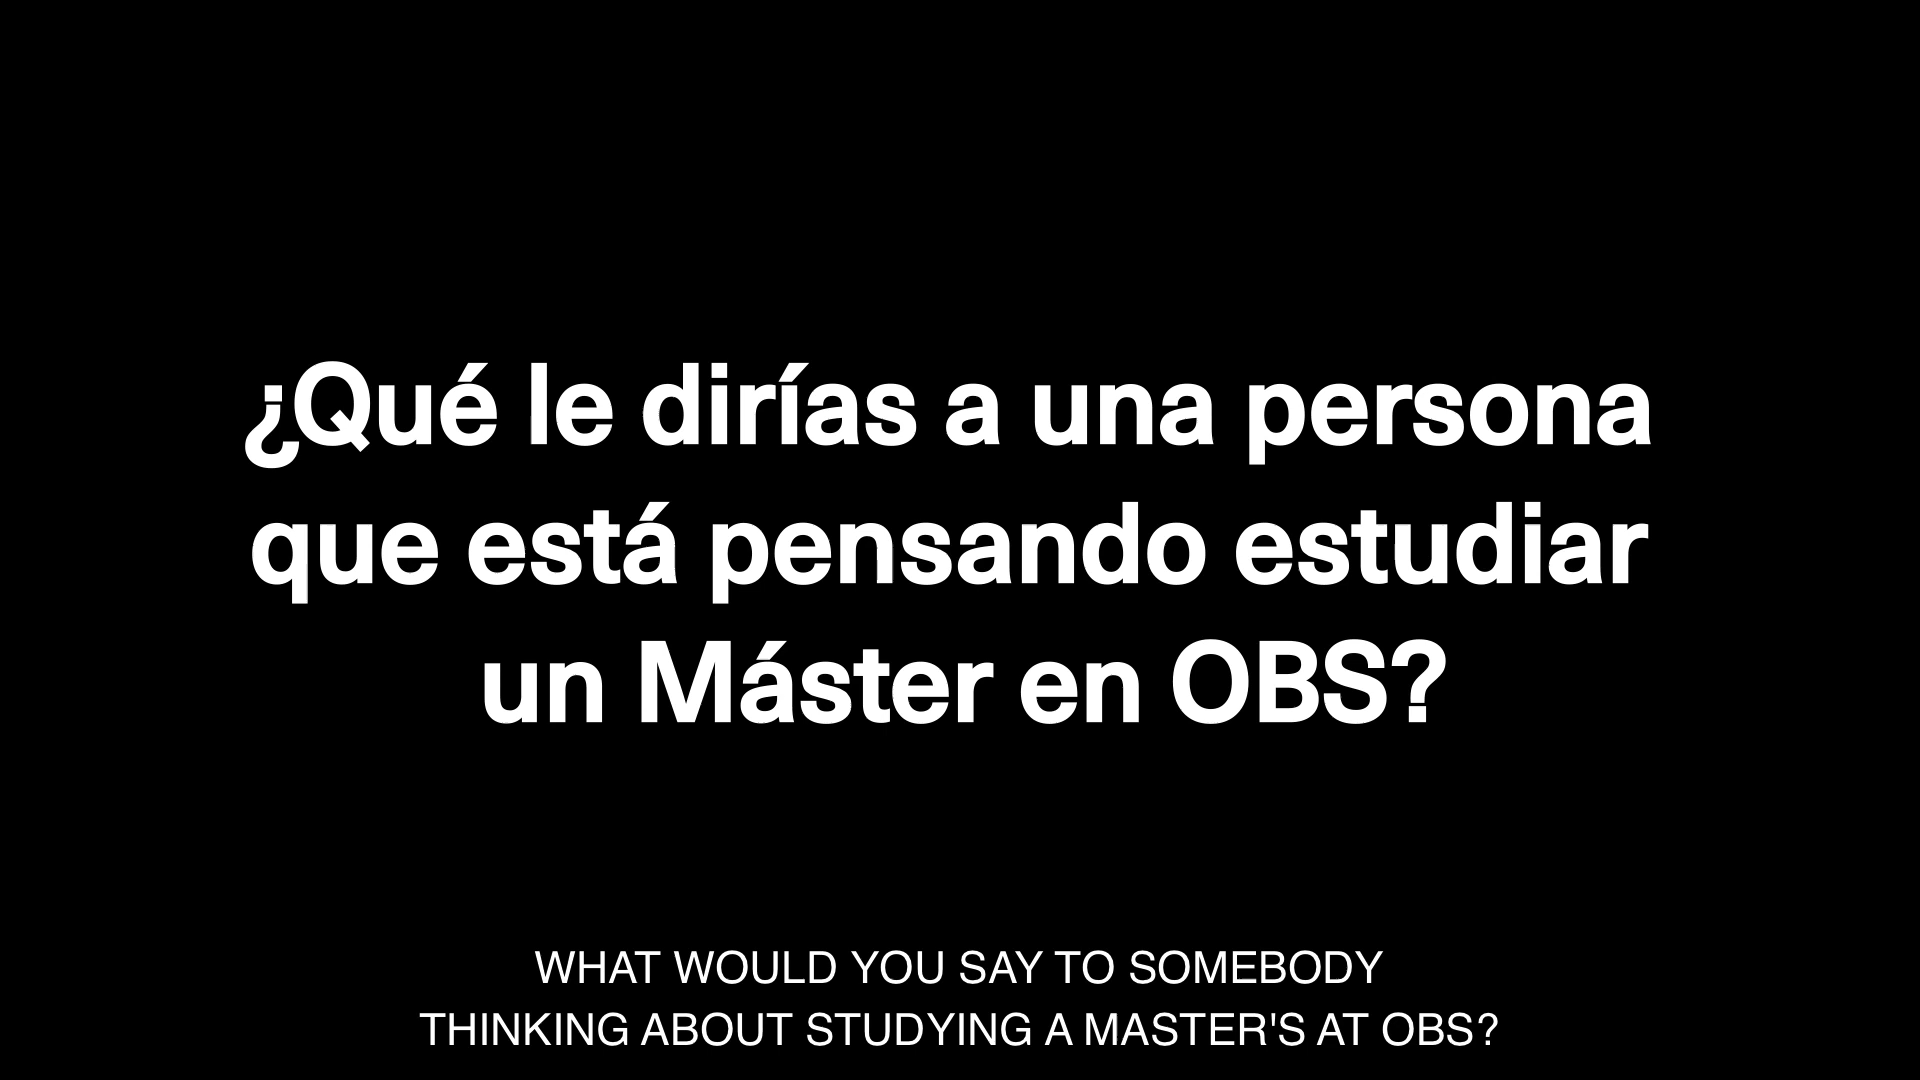 ¿Qué le dirías a una persona
que está pensando estudiar
un Máster en OBS?
WHAT WOULD YOU SAY TO SOMEBODY
THINKING ABOUT STUDYING A MASTER'S AT OBS?